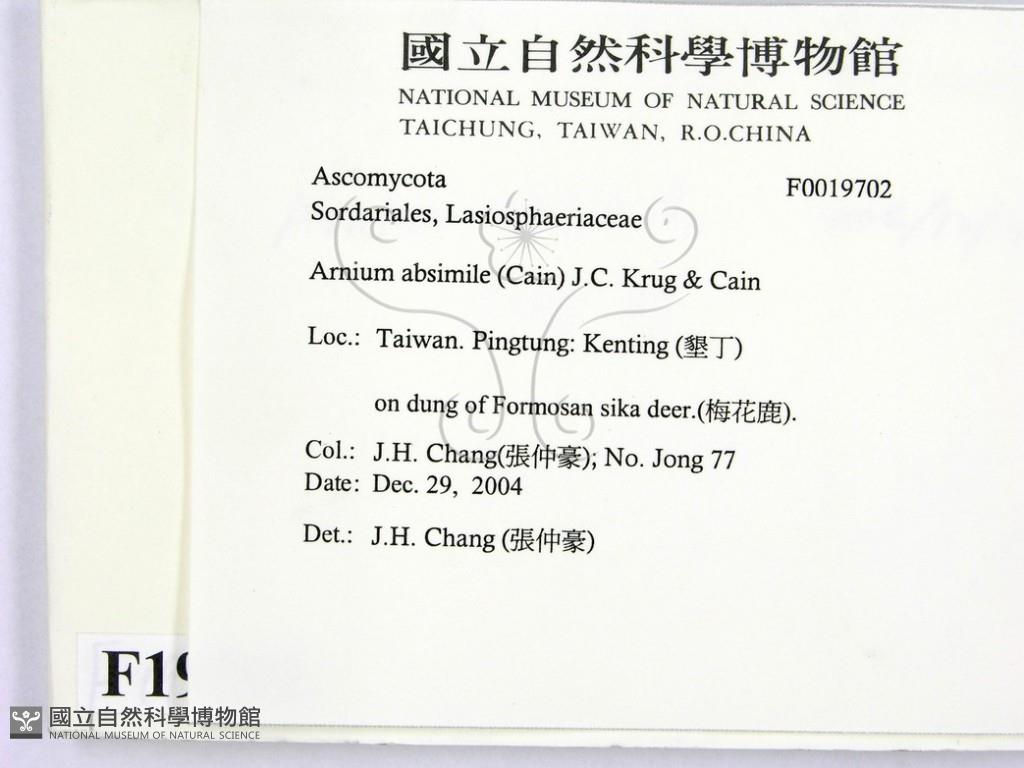 國立自然科學博物館
NATIONAL MUSEUM OF NATURAL SCIENCE
TAICHUNG, TAIWAN, R.O.CHINA
Ascomycota F0019702
Sordariales, Lasiosphaeriaceae
Arnium absimile (Cain) J.C. Krug & Cain
Loc.: Taiwan. Pingtung: Kenting (墾丁)
on dung of Formosan sika deer.(梅花鹿).
Col.: J.H. Chang(張仲豪); No. Jong 77
Date: Dec. 29, 2004
Det.: J.H. Chang (張仲豪)
F19
國立自然科學博物館
NATIONAL MUSEUM OF NATURAL SCIENCE